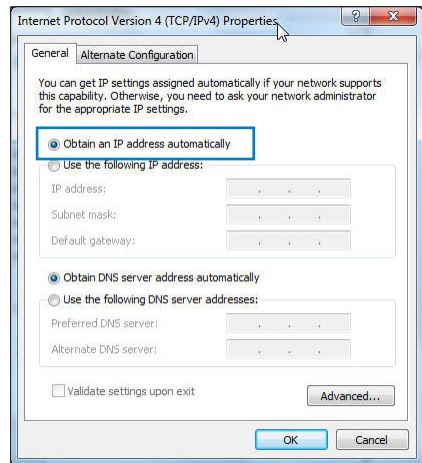 Internet Protocol Version 4 (TCP/IPv4) Properties
General
Alternate Configuration
You can get IP settings assigned automatically if your network supports
this capability. Otherwise, you need to ask your network administrator
for the appropriate IP settings.
Obtain an IP address automatically
Use the following IP address:
IP address:
Subnet mask:
Default gateway:
Obtain DNS server address automatically
Use the following DNS server addresses:
Preferred DNS server:
Alternate DNS server:
Validate settings upon exit
Advanced...
OK
Cancel